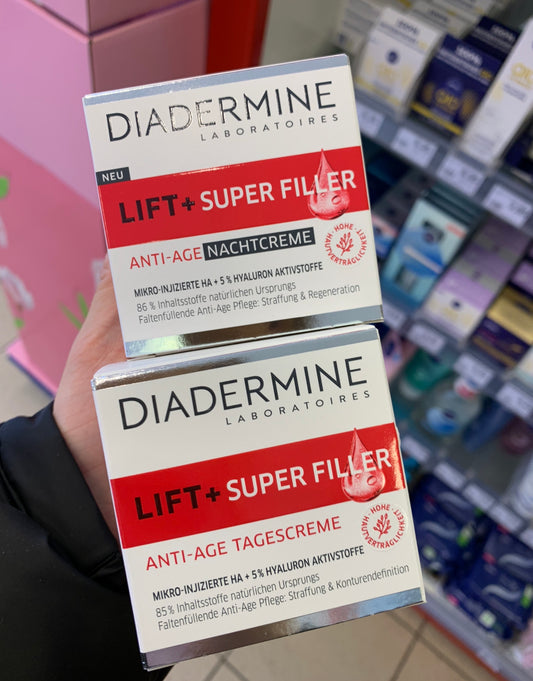 DIADERMINE
LABORATOIRES
NEU
LIFT+ SUPER FILLER
ANTI-AGE NACHTCREME
· HOHE · HAUTVERTRÄGLICHKEIT
MIKRO-INJIZIERTE HA + 5 % HYALURON AKTIVSTOFFE
86 % Inhaltsstoffe natürlichen Ursprungs
Faltenfüllende Anti-Age Pflege: Straffung & Regeneration
DIADERMINE
LABORATOIRES
LIFT+ SUPER FILLER
ANTI-AGE TAGESCREME
· HOHE · HAUTVERTRÄGLICHKEIT
MIKRO-INJIZIERTE HA + 5 % HYALURON AKTIVSTOFFE
85 % Inhaltsstoffe natürlichen Ursprungs
Faltenfüllende Anti-Age Pflege: Straffung & Konturendefinition